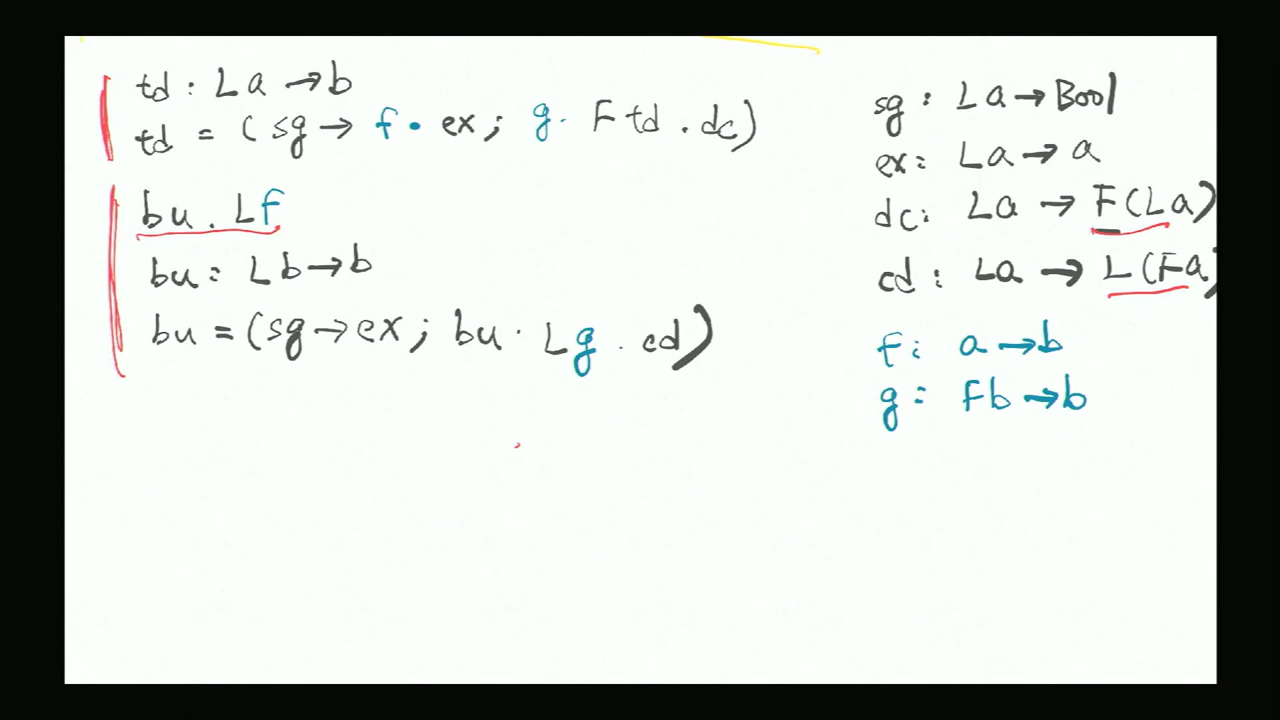 td : La → b
td = (sg → f · ex ; g · F td . dc)
bu . Lf
bu : Lb → b
bu = (sg → ex ; bu · Lg . cd)
sg : La → Bool
ex : La → a
dc : La → F(La)
cd : La → L(Fa)
f : a → b
g : Fb → b